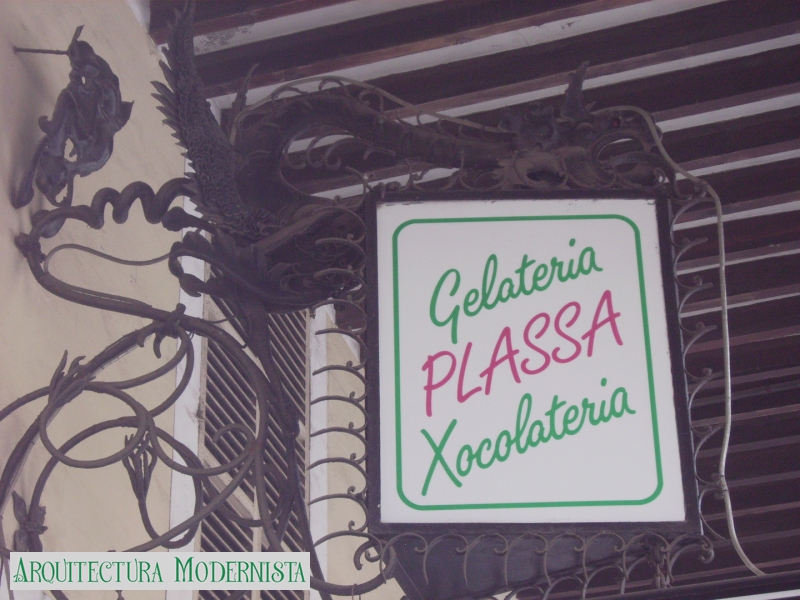 Gelateria
PLASSA
Xocolateria
ARQUITECTURA MODERNISTA